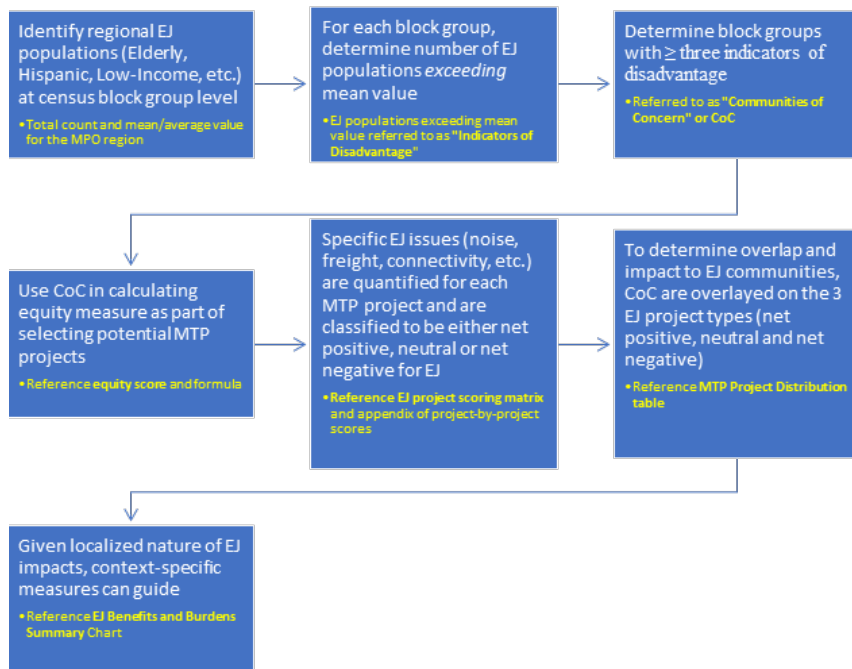 Identify regional EJ
populations (Elderly,
Hispanic, Low-Income, etc.)
at census block group level
•Total count and mean/average value
for the MPO region
For each block group,
determine number of EJ
populations exceeding
mean value
•EJ populations exceeding mean
value referred to as "Indicators of
Disadvantage"
Determine block groups
with ≥ three indicators of
disadvantage
•Referred to as "Communities of
Concern" or CoC
Use CoC in calculating
equity measure as part of
selecting potential MTP
projects
•Reference equity score and formula
Specific EJ issues (noise,
freight, connectivity, etc.)
are quantified for each
MTP project and are
classified to be either net
positive, neutral or net
negative for EJ
•Reference EJ project scoring matrix
and appendix of project-by-project
scores
To determine overlap and
impact to EJ communities,
CoC are overlayed on the 3
EJ project types (net
positive, neutral and net
negative)
•Reference MTP Project Distribution
table
Given localized nature of EJ
impacts, context-specific
measures can guide
•Reference EJ Benefits and Burdens
Summary Chart